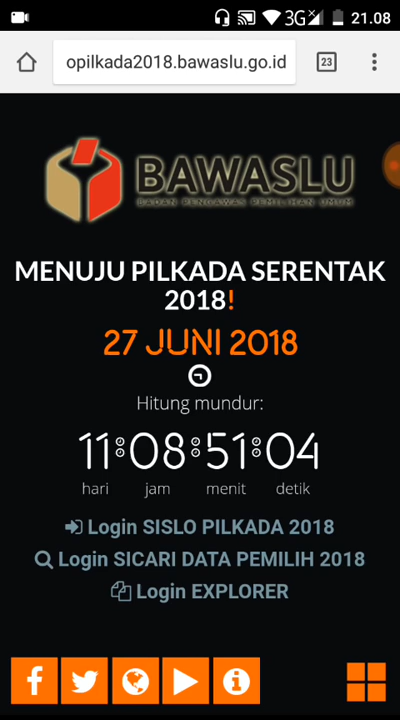 3G 21.08
opilkada2018.bawaslu.go.id 23
BAWASLU
BADAN PENGAWAS PEMILIHAN UMUM
MENUJU PILKADA SERENTAK
2018!
27 JUNI 2018
Hitung mundur:
11:08:51:04
hari jam menit detik
Login SISLO PILKADA 2018
Login SICARI DATA PEMILIH 2018
Login EXPLORER